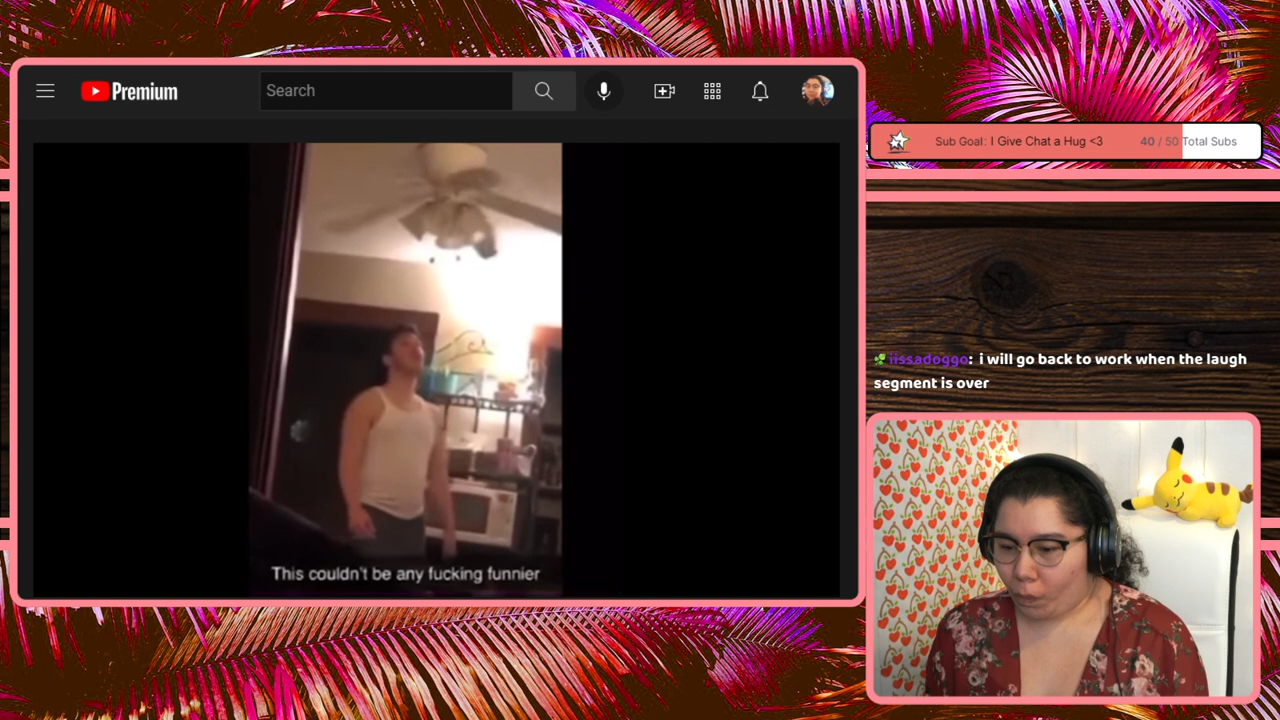 Premium
Search
Sub Goal: I Give Chat a Hug <3
40 / 50 Total Subs
iissadoggo: i will go back to work when the laugh
segment is over
This couldn't be any fucking funnier